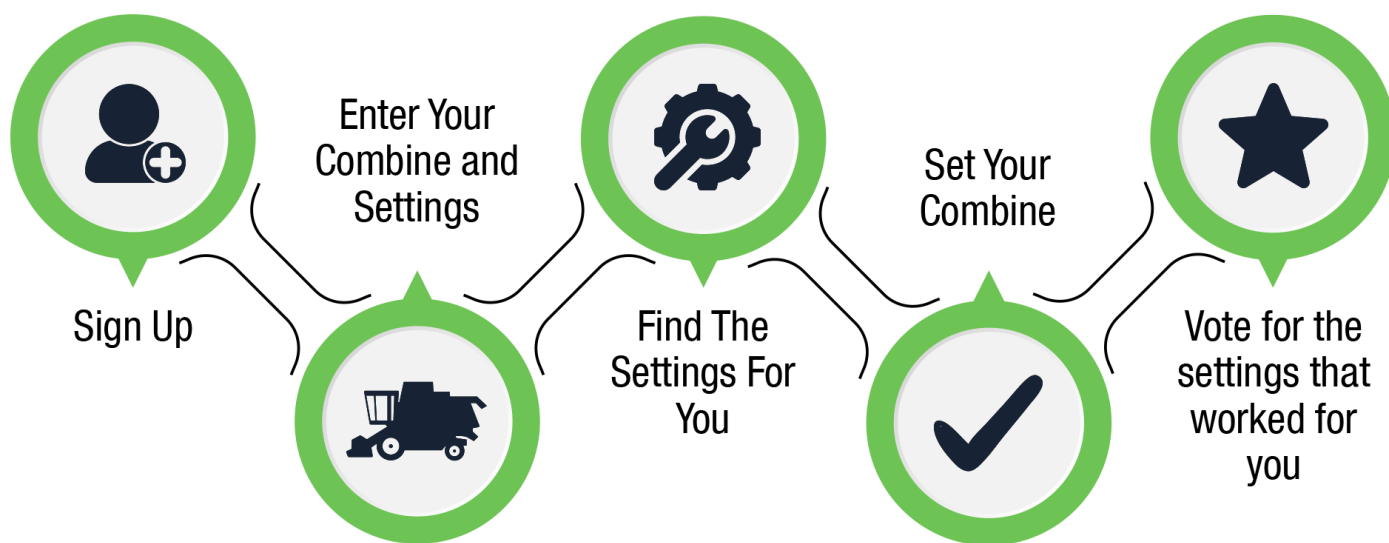 Sign Up
Enter Your
Combine and
Settings
Find The
Settings For
You
Set Your
Combine
Vote for the
settings that
worked for
you